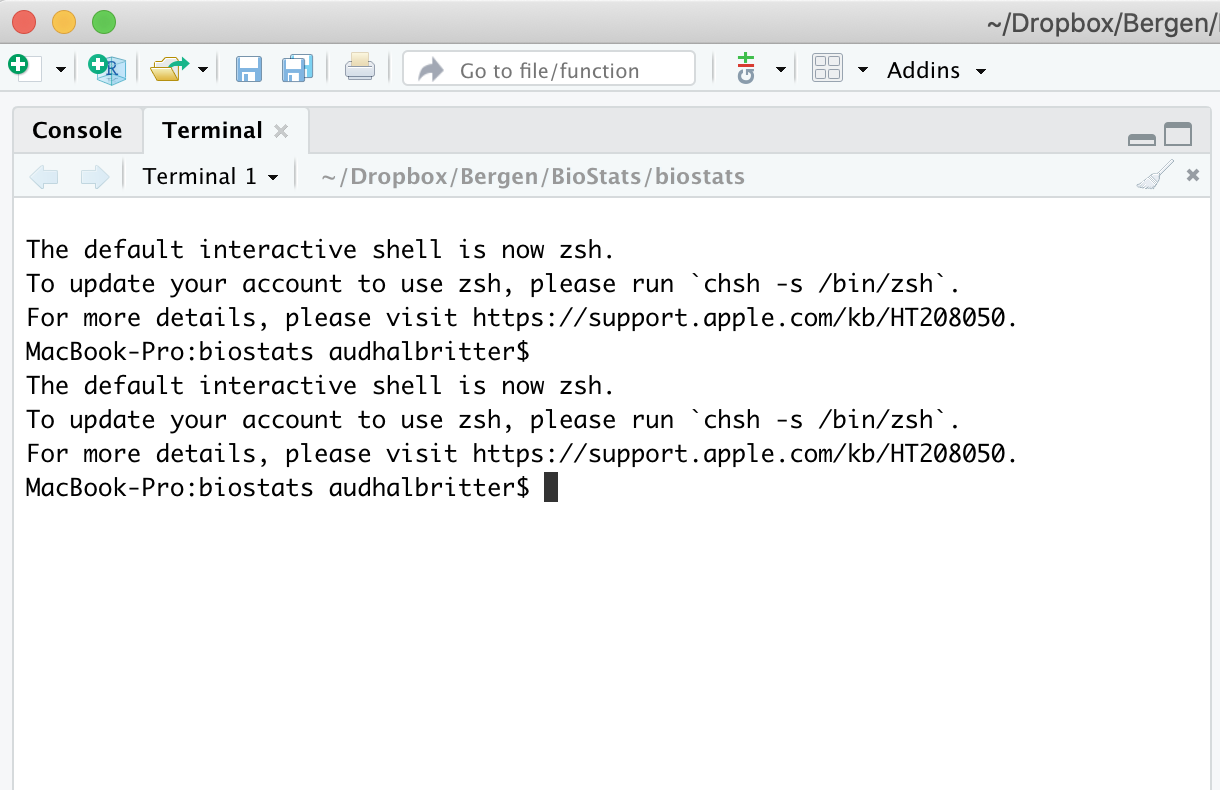 ~/Dropbox/Bergen/
Go to file/function
Addins
Console
Terminal
Terminal 1
~/Dropbox/Bergen/BioStats/biostats
The default interactive shell is now zsh.
To update your account to use zsh, please run `chsh -s /bin/zsh`.
For more details, please visit https://support.apple.com/kb/HT208050.
MacBook-Pro:biostats audhalbritter$
The default interactive shell is now zsh.
To update your account to use zsh, please run `chsh -s /bin/zsh`.
For more details, please visit https://support.apple.com/kb/HT208050.
MacBook-Pro:biostats audhalbritter$